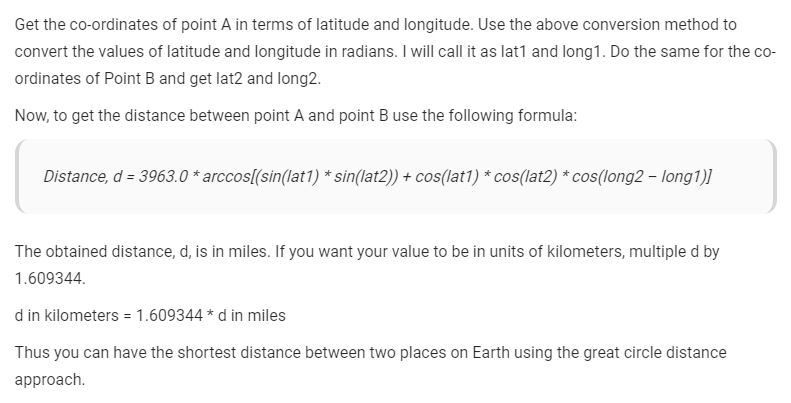 Get the co-ordinates of point A in terms of latitude and longitude. Use the above conversion method to
convert the values of latitude and longitude in radians. I will call it as lat1 and long1. Do the same for the co-
ordinates of Point B and get lat2 and long2.
Now, to get the distance between point A and point B use the following formula:
Distance, d = 3963.0 * arccos[(sin(lat1) * sin(lat2)) + cos(lat1) * cos(lat2) * cos(long2 – long1)]
The obtained distance, d, is in miles. If you want your value to be in units of kilometers, multiple d by
1.609344.
d in kilometers = 1.609344 * d in miles
Thus you can have the shortest distance between two places on Earth using the great circle distance
approach.